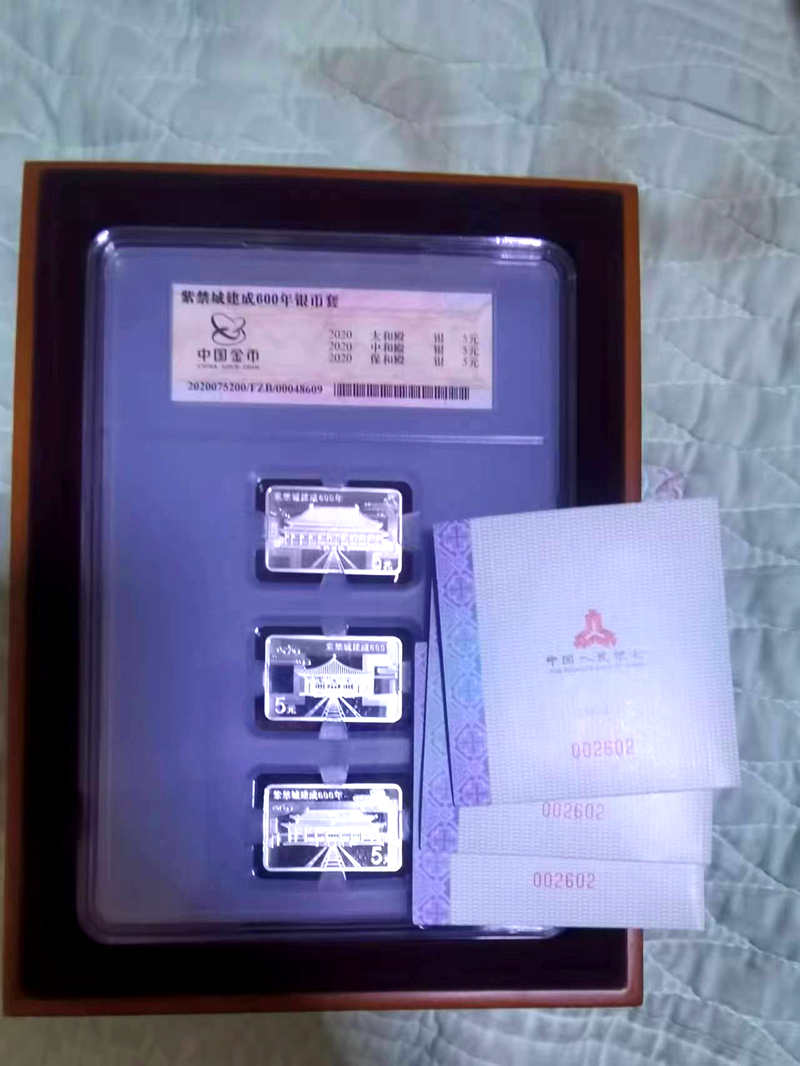 紫禁城建成600年银币套
中国金币
CHINA GOLD COIN
2020 太和殿 银 5元
2020 中和殿 银 5元
2020 保和殿 银 5元
2020075200/FZB/00048609
紫禁城建成600年
元
紫禁城建成600
5元
紫禁城建成600年
5
中国人民银行
002602
002602
002602